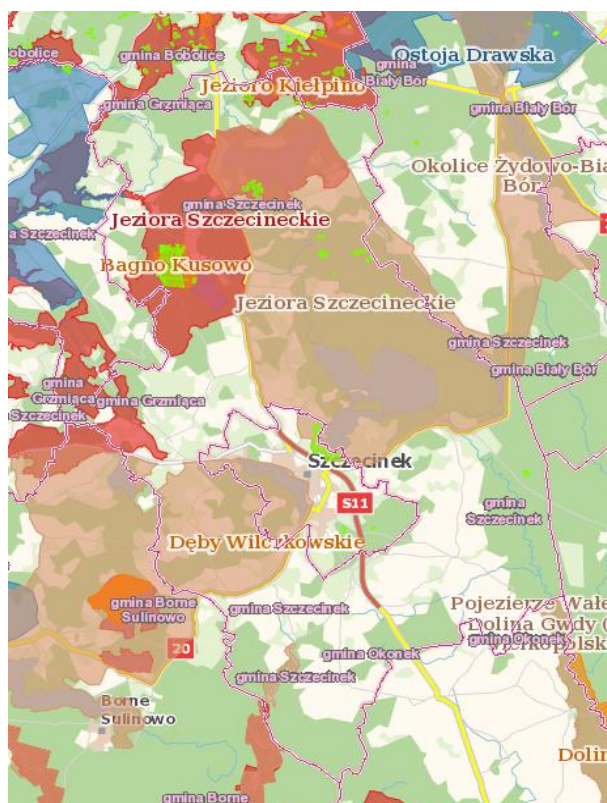 Ostoja Drawska
gmina Bobolice
gmina
Biały Bór
Jezioro Kiełpino
gmina Grzmiąca
gmina Biały Bór
Okolice Żydowo-Bia
Bór
gmina Szczecinek
Jeziora Szczecineckie
a Szczecinek
Bagno Kusowo
Jeziora Szczecineckie
gmina Szczecinek
gmina Biały Bór
gmina
Grzmiąca
gmina Grzmiąca
Szczecinek
Szczecinek
S11
gmina
Szczecinek
Dęby Wilczkowskie
gmina Borne
Sulinowo
gmina Szczecinek
Pojezierze Wałe
Dolina Gwdy (
gmina Okonek
20
gmina Okonek
gmina Szczecinek
Borne
Sulinowo
Dolin
gmina Borne